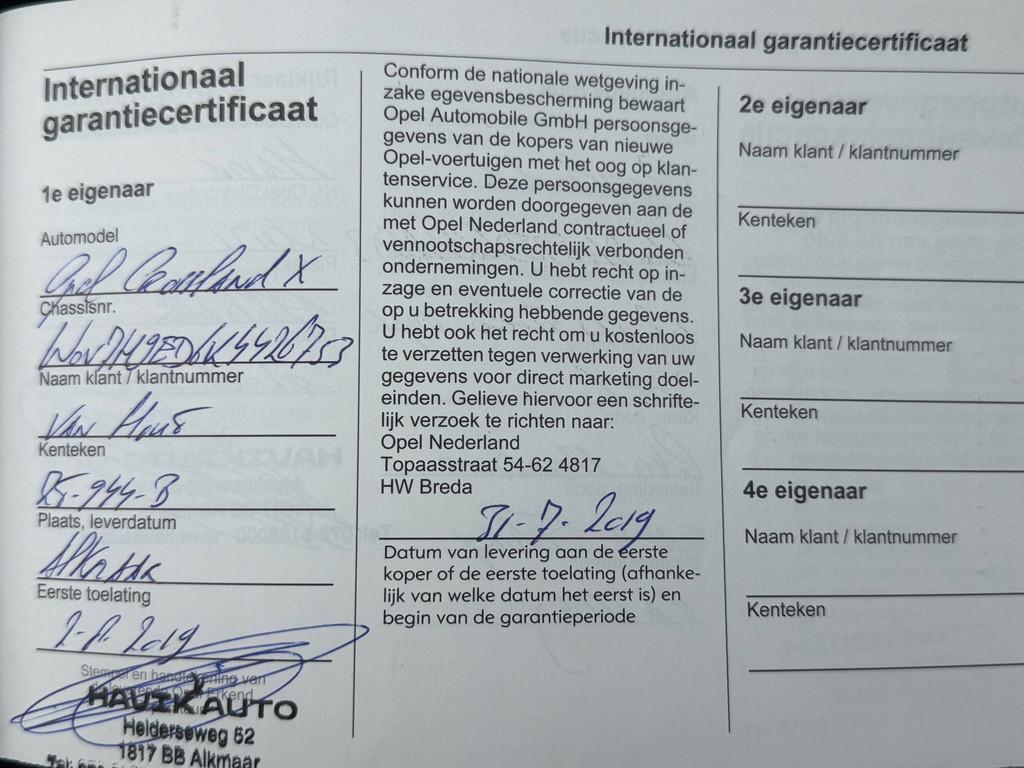 Internationaal garantiecertificaat
Internationaal
garantiecertificaat
1e eigenaar
Automodel
Opel Crossland X
Chassisnr.
Naam klant / klantnummer
Van
Kenteken
Plaats, leverdatum
Alkmaar
Eerste toelating
2-8-2019
Stempel en handtekening van
HAVIK AUTO
Helderseweg 62
1817 BB Alkmaar
Conform de nationale wetgeving in-
zake egevensbescherming bewaart
Opel Automobile GmbH persoonsge-
gevens van de kopers van nieuwe
Opel-voertuigen met het oog op klan-
tenservice. Deze persoonsgegevens
kunnen worden doorgegeven aan de
met Opel Nederland contractueel of
vennootschapsrechtelijk verbonden
ondernemingen. U hebt recht op in-
zage en eventuele correctie van de
op u betrekking hebbende gegevens.
U hebt ook het recht om u kostenloos
te verzetten tegen verwerking van uw
gegevens voor direct marketing doel-
einden. Gelieve hiervoor een schrifte-
lijk verzoek te richten naar:
Opel Nederland
Topaasstraat 54-62 4817
HW Breda
31-7-2019
Datum van levering aan de eerste
koper of de eerste toelating (afhanke-
lijk van welke datum het eerst is) en
begin van de garantieperiode
2e eigenaar
Naam klant / klantnummer
Kenteken
3e eigenaar
Naam klant / klantnummer
Kenteken
4e eigenaar
Naam klant / klantnummer
Kenteken